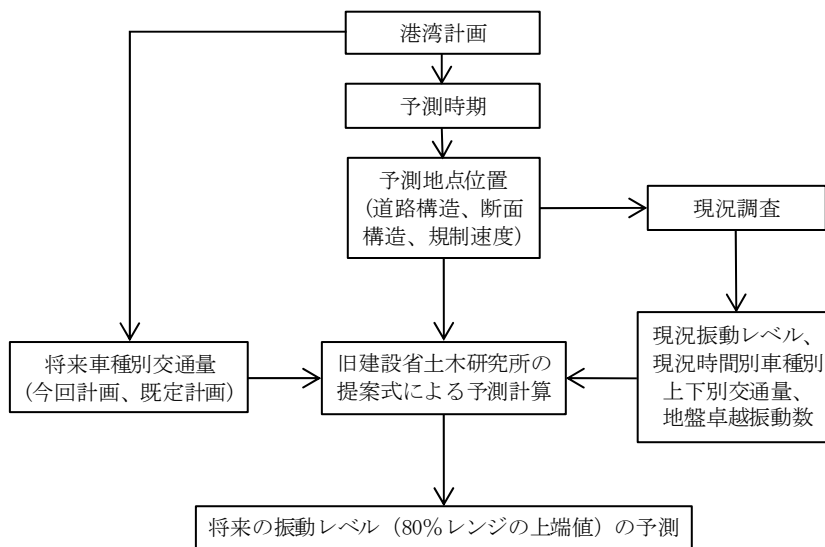 港湾計画
予測時期
予測地点位置
(道路構造、断面
構造、規制速度)
現況調査
将来車種別交通量
(今回計画、既定計画)
旧建設省土木研究所の
提案式による予測計算
現況振動レベル、
現況時間別車種別
上下別交通量、
地盤卓越振動数
将来の振動レベル（80%レンジの上端値）の予測